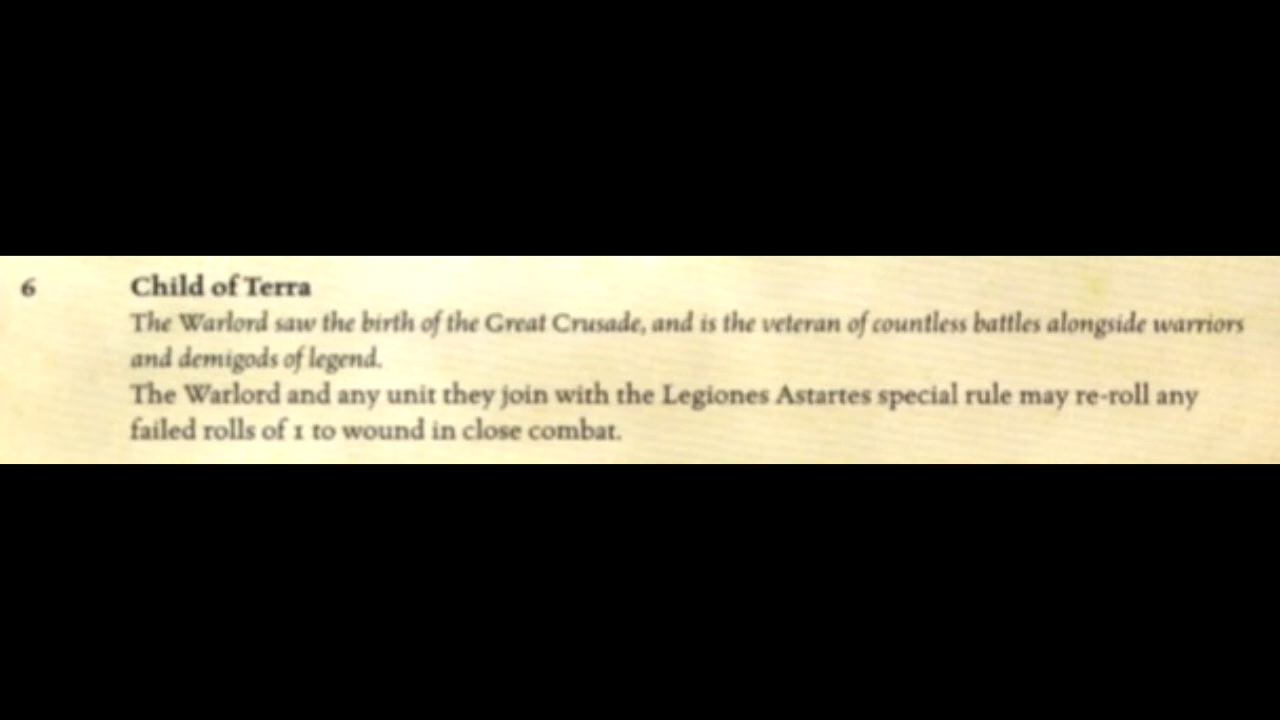 6 Child of Terra
The Warlord saw the birth of the Great Crusade, and is the veteran of countless battles alongside warriors
and demigods of legend.
The Warlord and any unit they join with the Legiones Astartes special rule may re-roll any
failed rolls of 1 to wound in close combat.